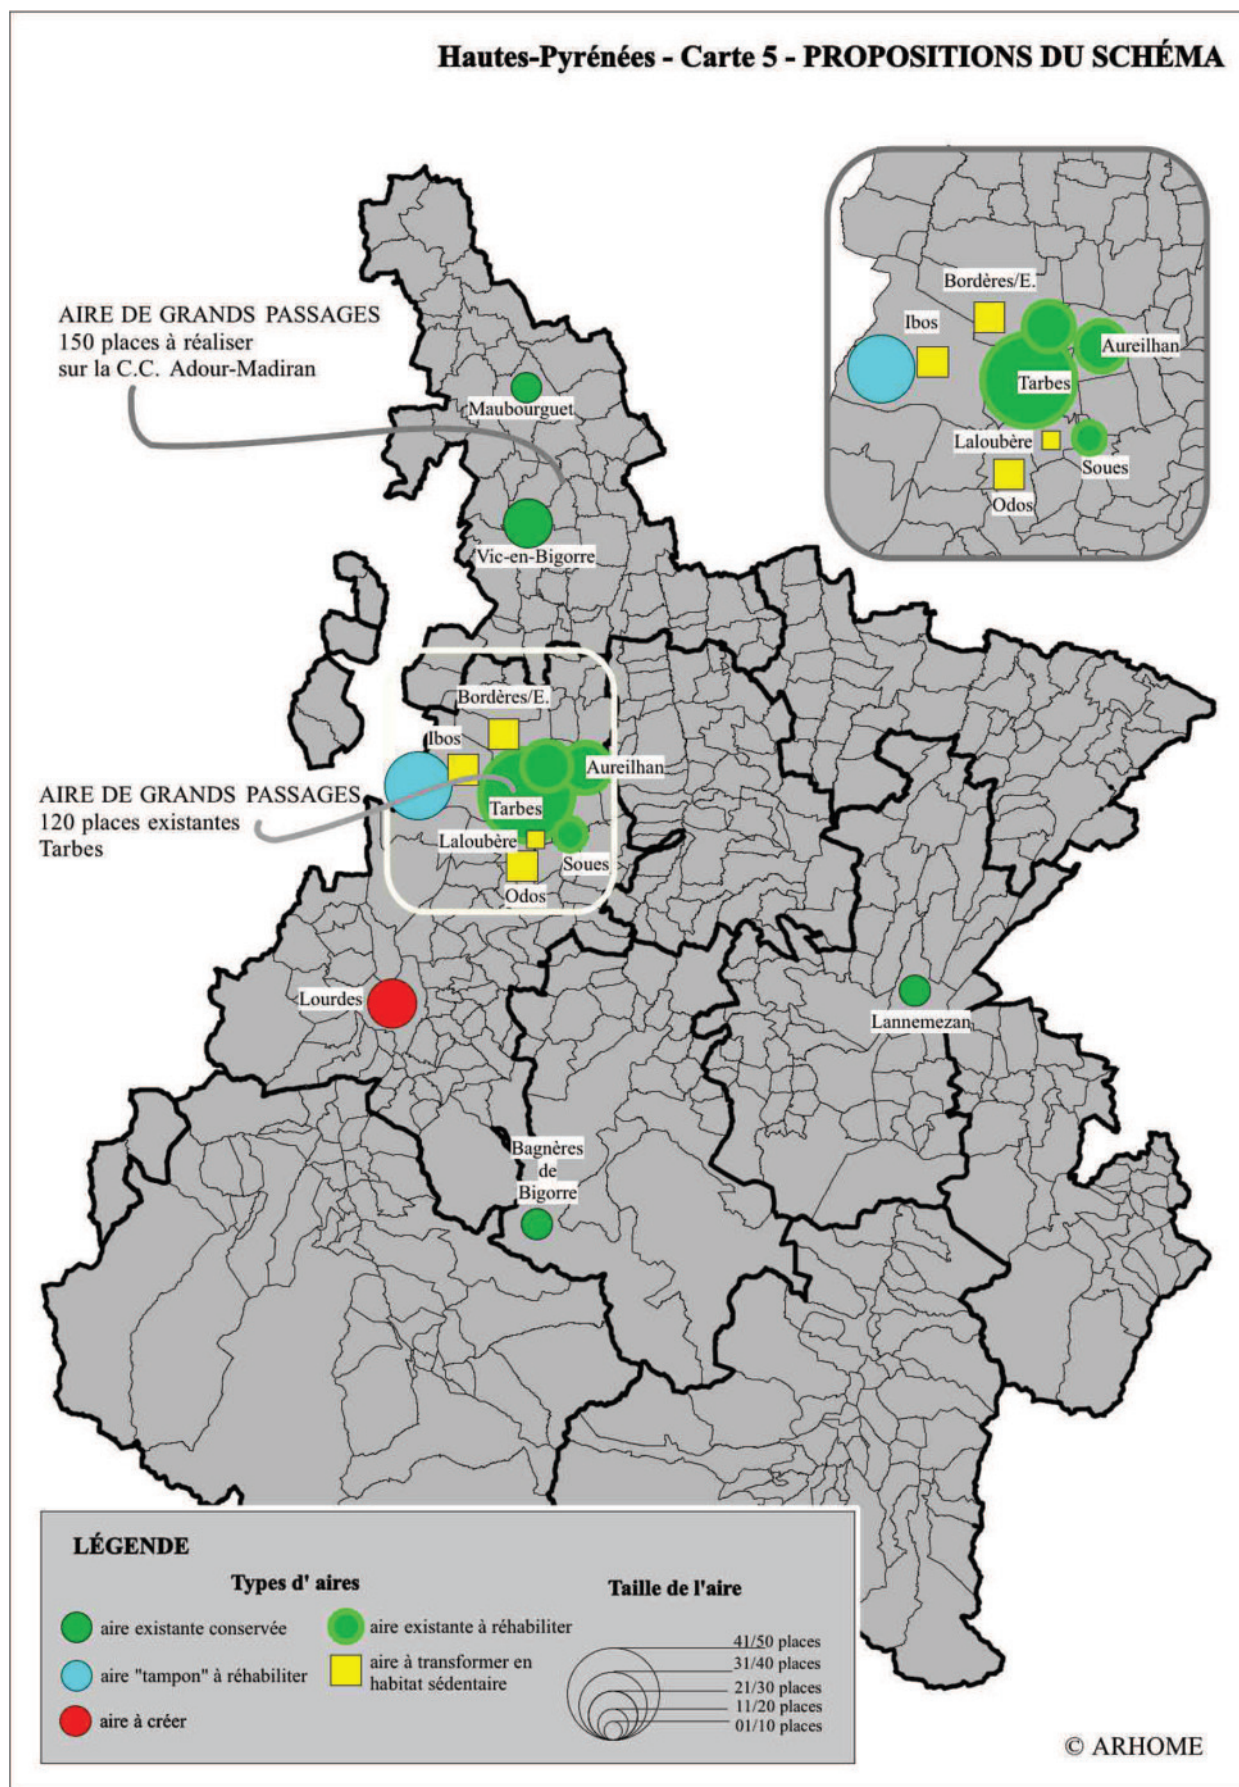 Hautes-Pyrénées - Carte 5 - PROPOSITIONS DU SCHÉMA
AIRE DE GRANDS PASSAGES
150 places à réaliser
sur la C.C. Adour-Madiran
Maubourguet
Vic-en-Bigorre
Bordères/E.
Ibos
Aureilhan
Tarbes
Laloubère
Soues
Odos
Bordères/E.
Ibos
Aureilhan
Tarbes
Laloubère
Soues
Odos
AIRE DE GRANDS PASSAGES
120 places existantes
Tarbes
Lourdes
Lannemezan
Bagnères
de
Bigorre
LÉGENDE
Types d' aires
aire existante conservée
aire "tampon" à réhabiliter
aire à créer
aire existante à réhabiliter
aire à transformer en
habitat sédentaire
Taille de l'aire
41/50 places
31/40 places
21/30 places
11/20 places
01/10 places
© ARHOME